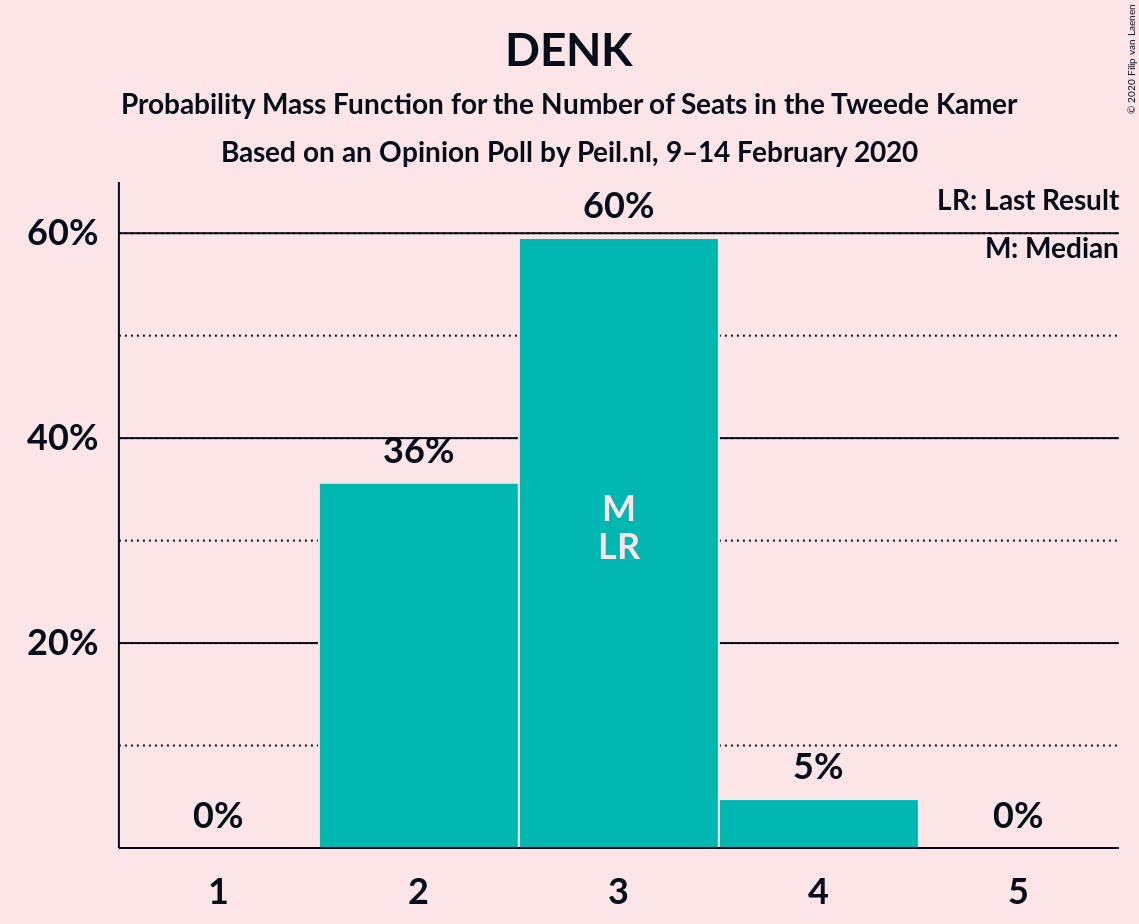 DENK
Probability Mass Function for the Number of Seats in the Tweede Kamer
Based on an Opinion Poll by Peil.nl, 9–14 February 2020
© 2020 Filip van Laenen
LR: Last Result
M: Median
60%
40%
20%
0%
36%
60%
5%
0%
M
LR
1
2
3
4
5